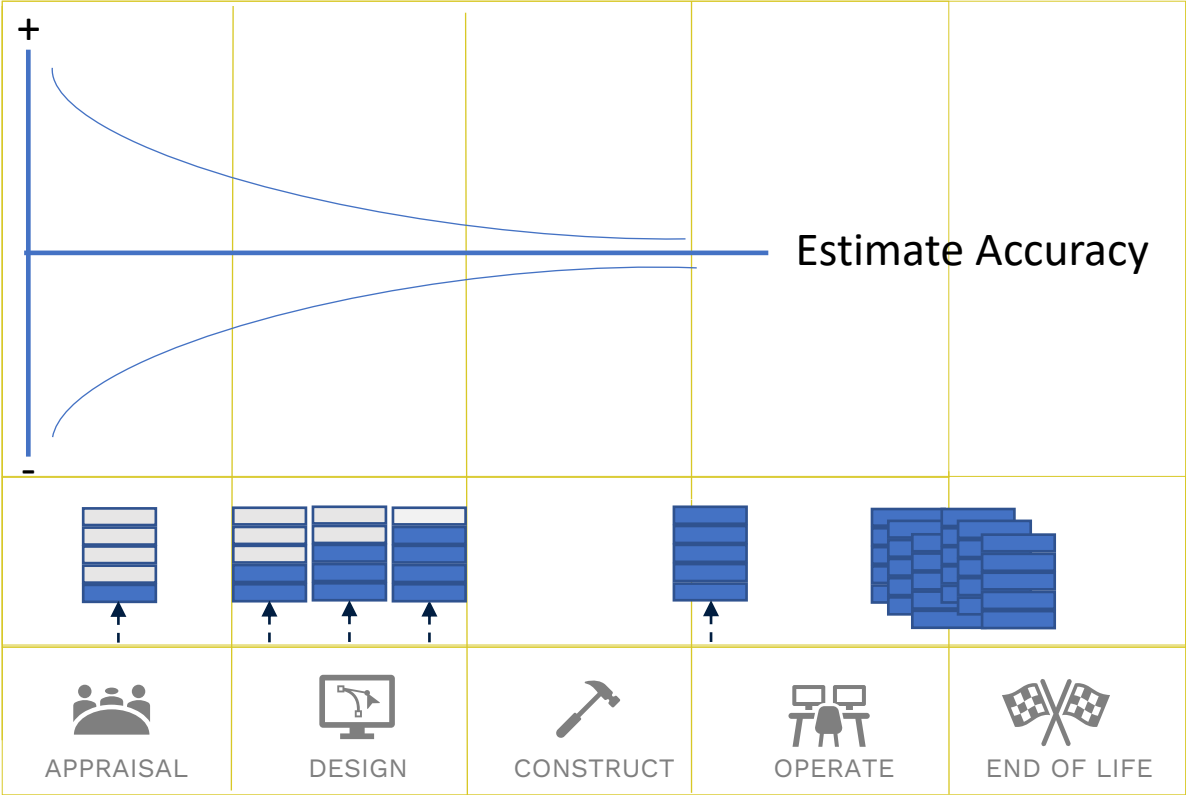 +
Estimate Accuracy
-
APPRAISAL
DESIGN
CONSTRUCT
OPERATE
END OF LIFE